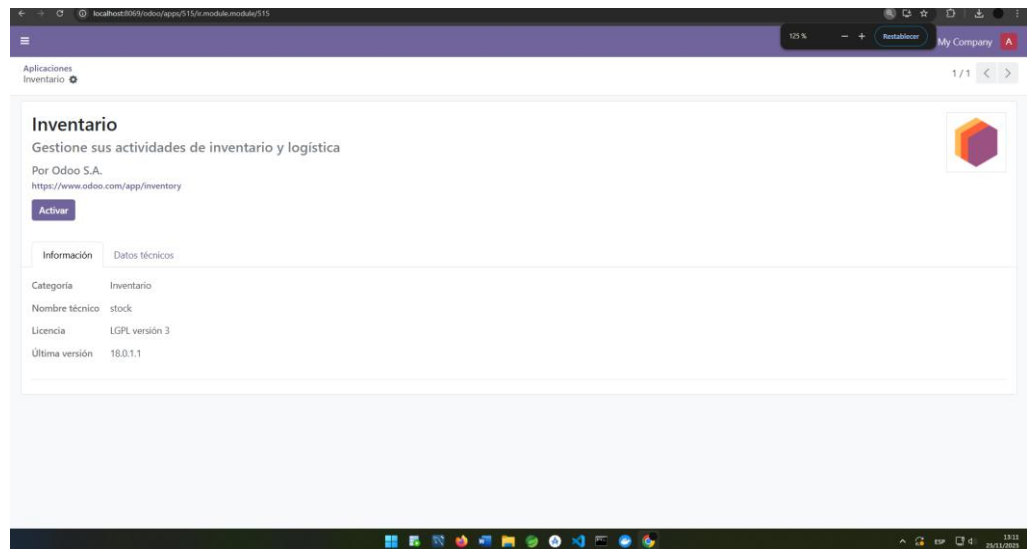 localhost:8069/odoo/apps/515/ir.module.module/515
125 %
Restablecer
My Company
A
Aplicaciones
Inventario
1 / 1
Inventario
Gestione sus actividades de inventario y logística
Por Odoo S.A.
https://www.odoo.com/app/inventory
Activar
Información Datos técnicos
Categoría Inventario
Nombre técnico stock
Licencia LGPL versión 3
Última versión 18.0.1.1
ESP
13:11
25/11/2025